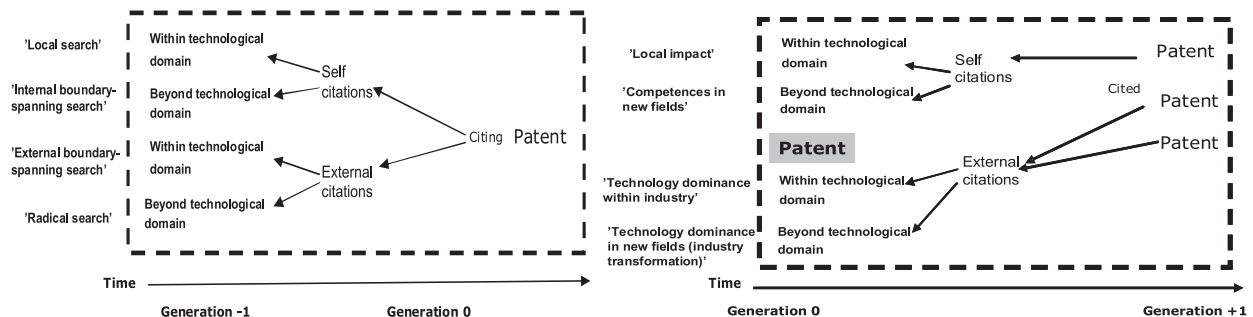 'Local search'
Within technological
domain
Self
citations
'Internal boundary-
spanning search'
Beyond technological
domain
Citing Patent
'External boundary-
spanning search'
Within technological
domain
External
citations
'Radical search'
Beyond technological
domain
Time
Generation -1
Generation 0
'Local impact'
Within technological
domain
Self
citations
Patent
'Competences in
new fields'
Beyond technological
domain
Cited
Patent
Patent
Patent
External
citations
'Technology dominance
within industry'
Within technological
domain
'Technology dominance
in new fields (industry
transformation)'
Beyond technological
domain
Time
Generation 0
Generation +1